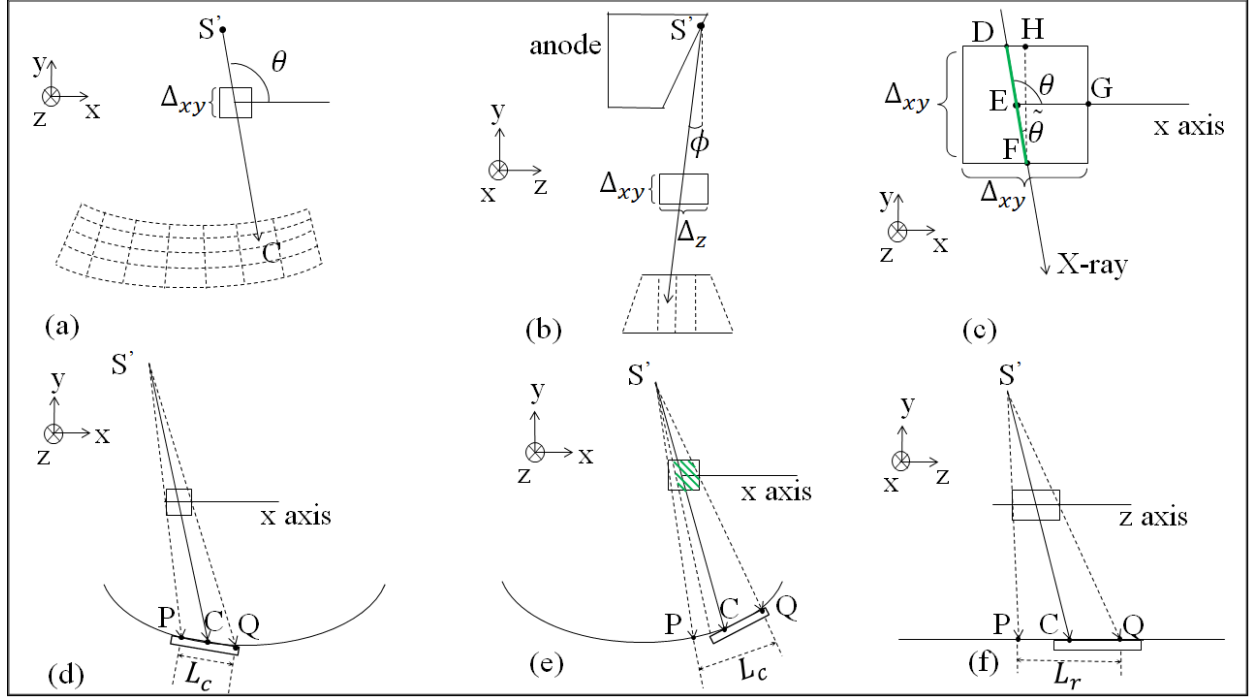 S'
y
x
z
θ
Δxy
C
(a)
anode
S'
y
z
x
ϕ
Δxy
Δz
(b)
D H
θ
G
Δxy
E
x axis
θ̃
F
Δxy
y
x
z
X-ray
(c)
S'
y
x
z
x axis
P C Q
Lc
(d)
S'
y
x
z
x axis
P C Q
Lc
(e)
S'
y
z
x
z axis
P C Q
Lr
(f)